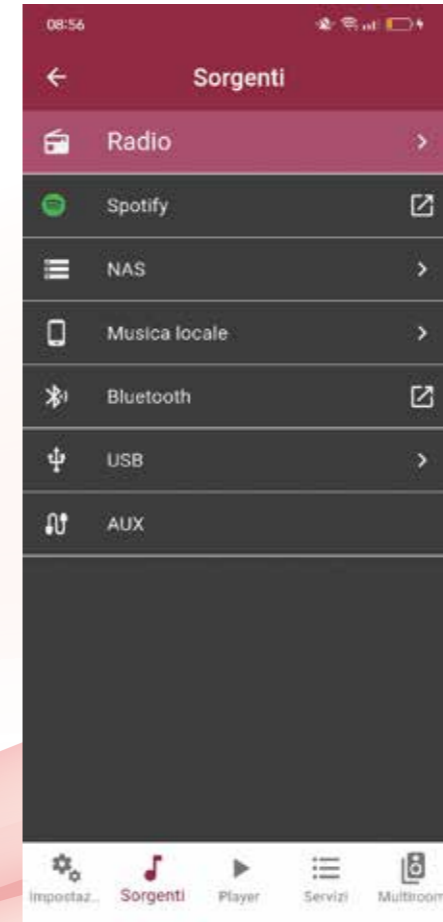 08:56
Sorgenti
Radio
Spotify
NAS
Musica locale
Bluetooth
USB
AUX
Impostaz... Sorgenti Player Servizi Multiroom